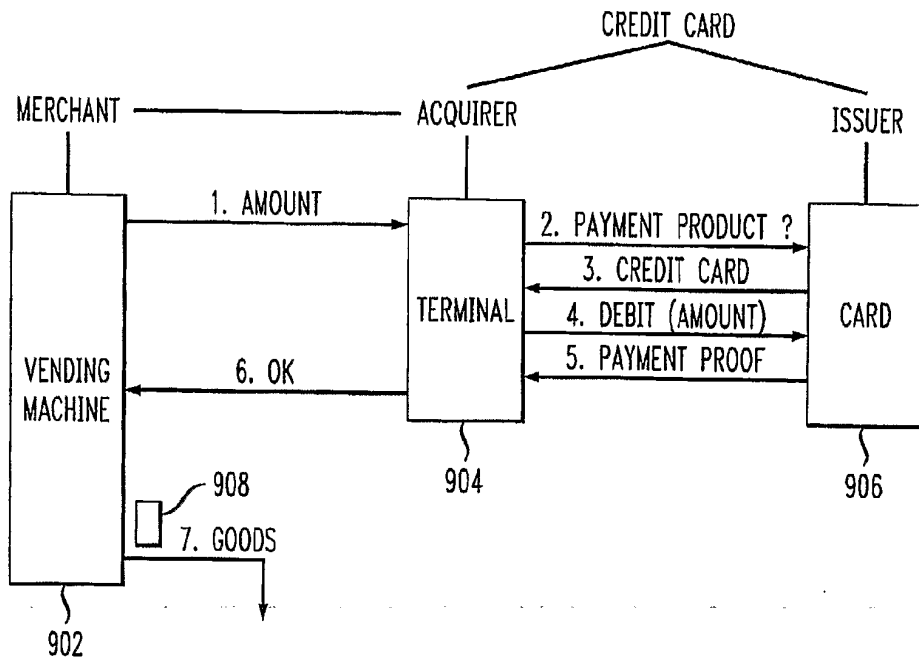 CREDIT CARD
MERCHANT
ACQUIRER
ISSUER
1. AMOUNT
2. PAYMENT PRODUCT ?
3. CREDIT CARD
TERMINAL
4. DEBIT (AMOUNT)
CARD
5. PAYMENT PROOF
VENDING
MACHINE
6. OK
904
906
908
7. GOODS
902